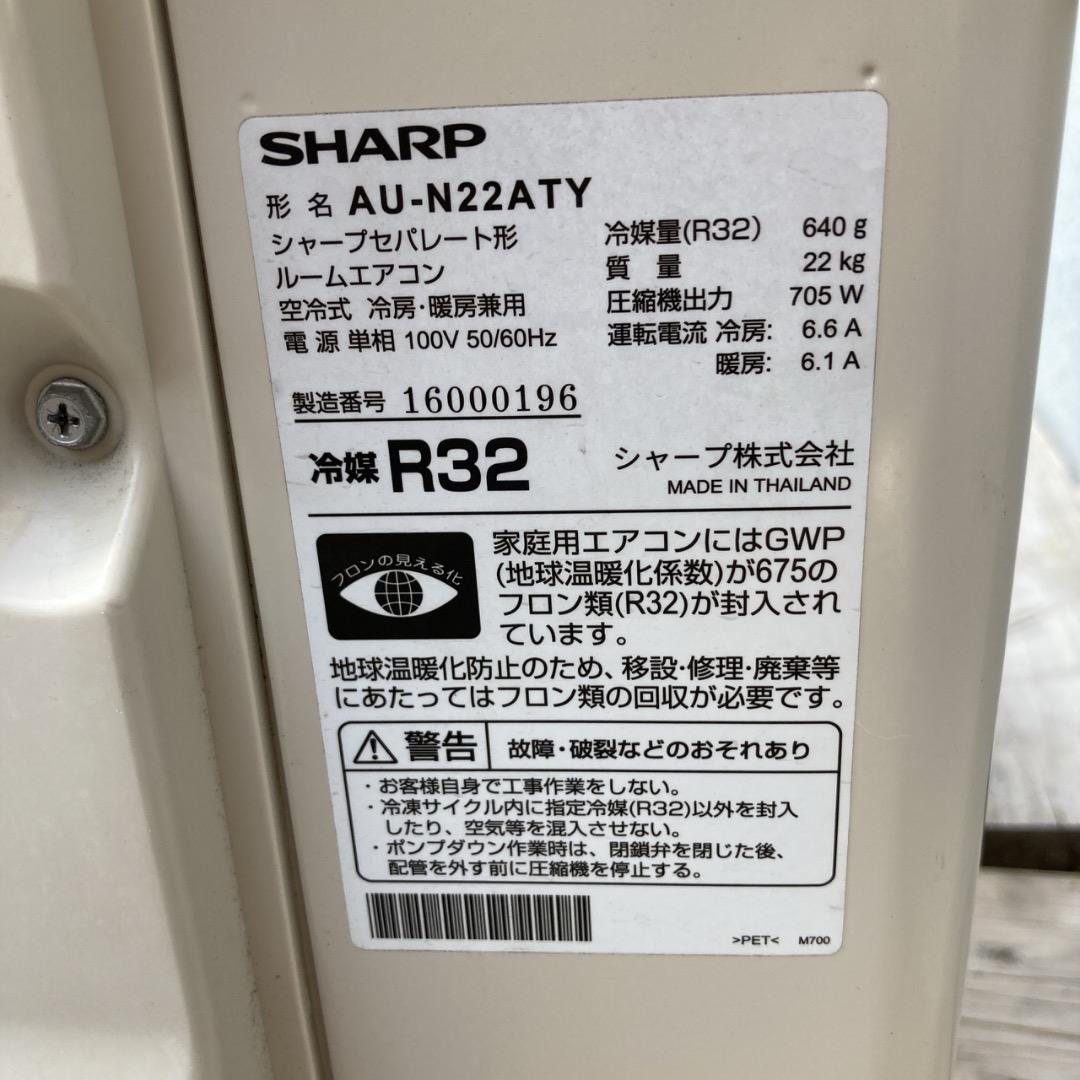 SHARP
形名 AU-N22ATY
シャープセパレート形
ルームエアコン
空冷式 冷房・暖房兼用
電源 単相 100V 50/60Hz
冷媒量(R32) 640 g
質量 22 kg
圧縮機出力 705 W
運転電流 冷房: 6.6 A
暖房: 6.1 A
製造番号 16000196
冷媒 R32
シャープ株式会社
MADE IN THAILAND
フロンの見える化
家庭用エアコンにはGWP
(地球温暖化係数)が675の
フロン類(R32)が封入され
ています。
地球温暖化防止のため、移設・修理・廃棄等
にあたってはフロン類の回収が必要です。
警告 故障・破裂などのおそれあり
・お客様自身で工事作業をしない。
・冷凍サイクル内に指定冷媒(R32)以外を封入
したり、空気等を混入させない。
・ポンプダウン作業時は、閉鎖弁を閉じた後、
配管を外す前に圧縮機を停止する。
>PET< M700